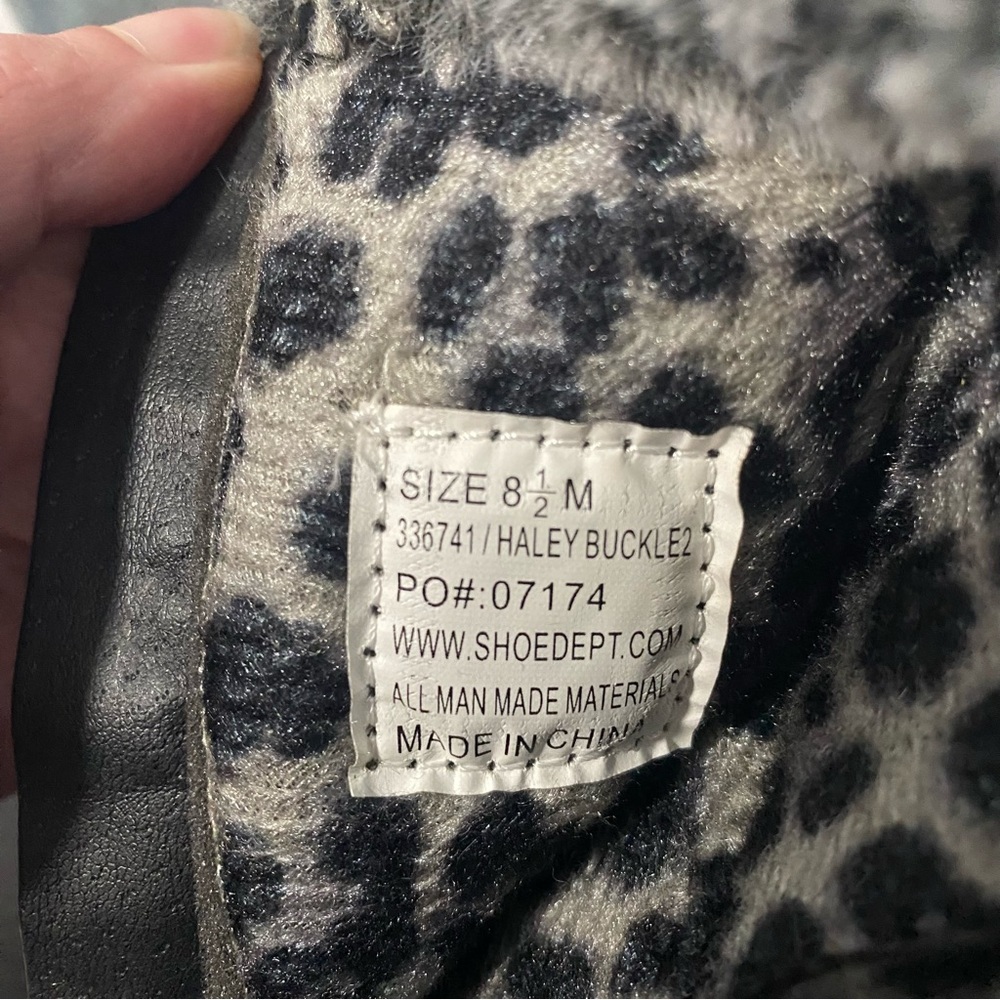 SIZE 8½ M
336741/HALEY BUCKLE2
PO#:07174
WWW.SHOEDEPT.COM
ALL MAN MADE MATERIALS
MADE IN CHINA